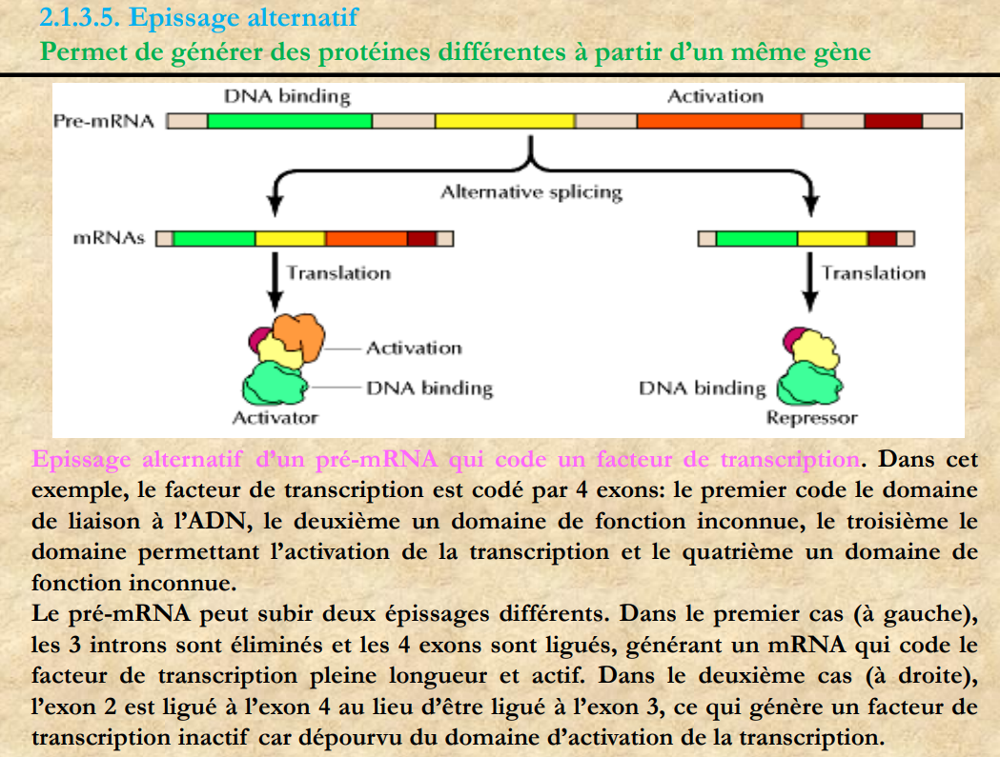 2.1.3.5. Epissage alternatif
Permet de générer des protéines différentes à partir d’un même gène
DNA binding
Activation
Pre-mRNA
Alternative splicing
mRNAs
Translation
Translation
Activation
DNA binding
DNA binding
Activator
Repressor
Epissage alternatif d’un pré-mRNA qui code un facteur de transcription. Dans cet
exemple, le facteur de transcription est codé par 4 exons: le premier code le domaine
de liaison à l’ADN, le deuxième un domaine de fonction inconnue, le troisième le
domaine permettant l’activation de la transcription et le quatrième un domaine de
fonction inconnue.
Le pré-mRNA peut subir deux épissages différents. Dans le premier cas (à gauche),
les 3 introns sont éliminés et les 4 exons sont ligués, générant un mRNA qui code le
facteur de transcription pleine longueur et actif. Dans le deuxième cas (à droite),
l’exon 2 est ligué à l’exon 4 au lieu d’être ligué à l’exon 3, ce qui génère un facteur de
transcription inactif car dépourvu du domaine d’activation de la transcription.